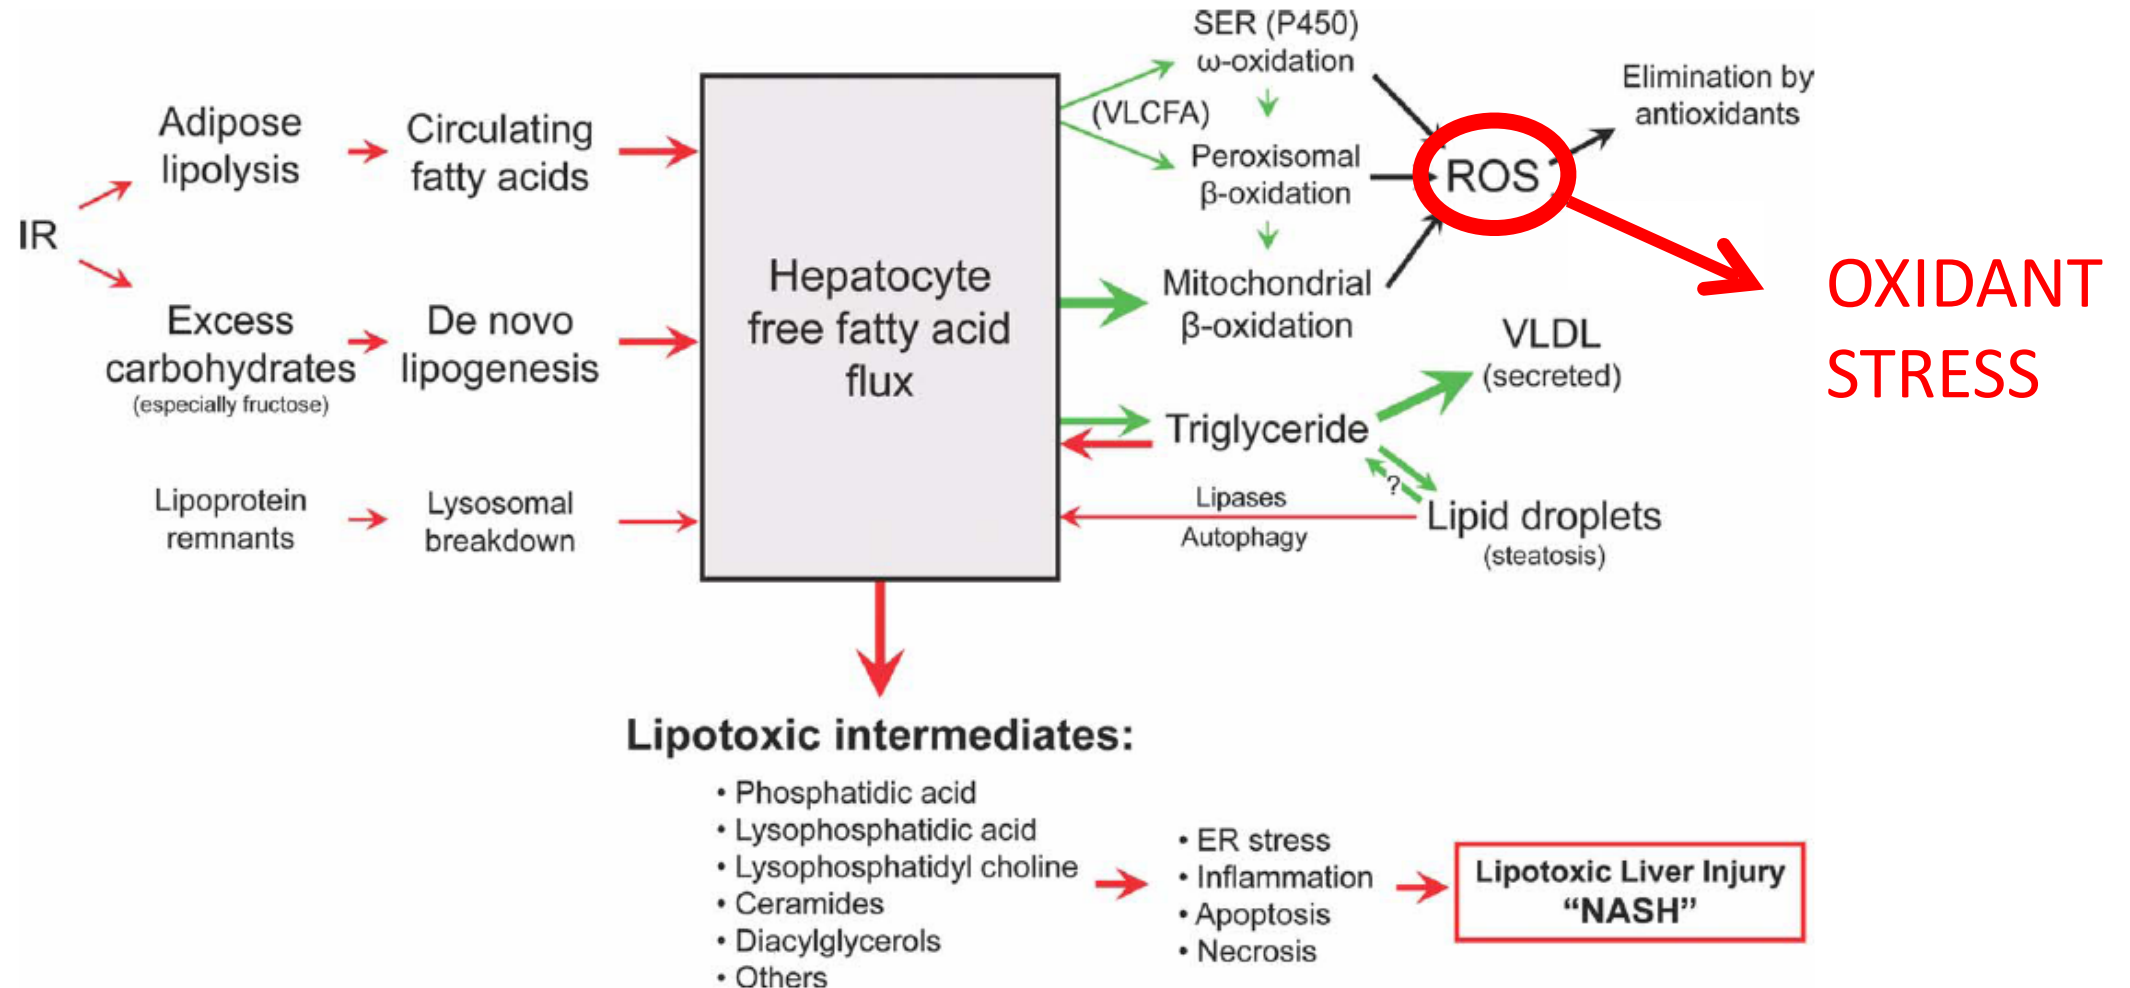 IR
Adipose
lipolysis
Circulating
fatty acids
Excess
carbohydrates
(especially fructose)
De novo
lipogenesis
Lipoprotein
remnants
Lysosomal
breakdown
Hepatocyte
free fatty acid
flux
SER (P450)
ω-oxidation
(VLCFA)
Peroxisomal
β-oxidation
Mitochondrial
β-oxidation
ROS
Elimination by
antioxidants
OXIDANT
STRESS
VLDL
(secreted)
Triglyceride
?
Lipases
Autophagy
Lipid droplets
(steatosis)
Lipotoxic intermediates:
• Phosphatidic acid
• Lysophosphatidic acid
• Lysophosphatidyl choline
• Ceramides
• Diacylglycerols
• Others
• ER stress
• Inflammation
• Apoptosis
• Necrosis
Lipotoxic Liver Injury
“NASH”